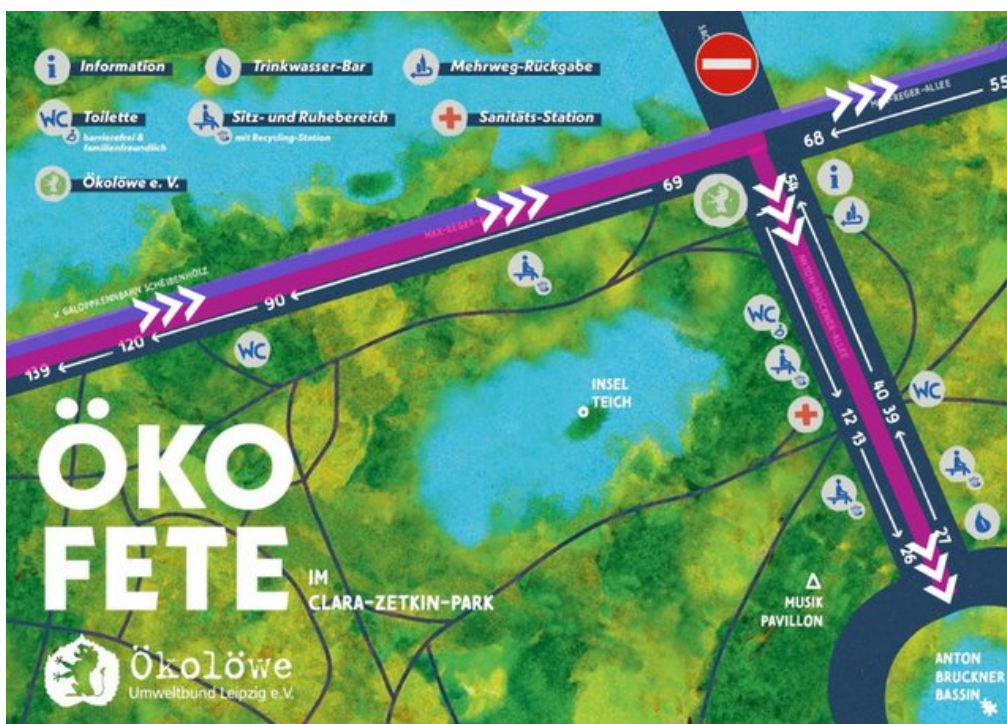 SAC
Information
Trinkwasser-Bar
Mehrweg-Rückgabe
WC Toilette
barrierefrei &
familienfreundlich
Sitz- und Ruhebereich
mit Recycling-Station
Sanitäts-Station
Ökolöwe e. V.
MAX-REGER-ALLEE
55
68
69
54
MAX-REGER-A
↙ GALOPPRENNBAHN SCHEIBENHOLZ
90
120
139
WC
WC
ANTON-BRUCKNER-ALLEE
INSEL
TEICH
40
39
WC
12
13
27
26
ÖKO
FETE
IM
CLARA-ZETKIN-PARK
MUSIK
PAVILLON
Ökolöwe
Umweltbund Leipzig e.V.
ANTON
BRUCKNER
BASSIN